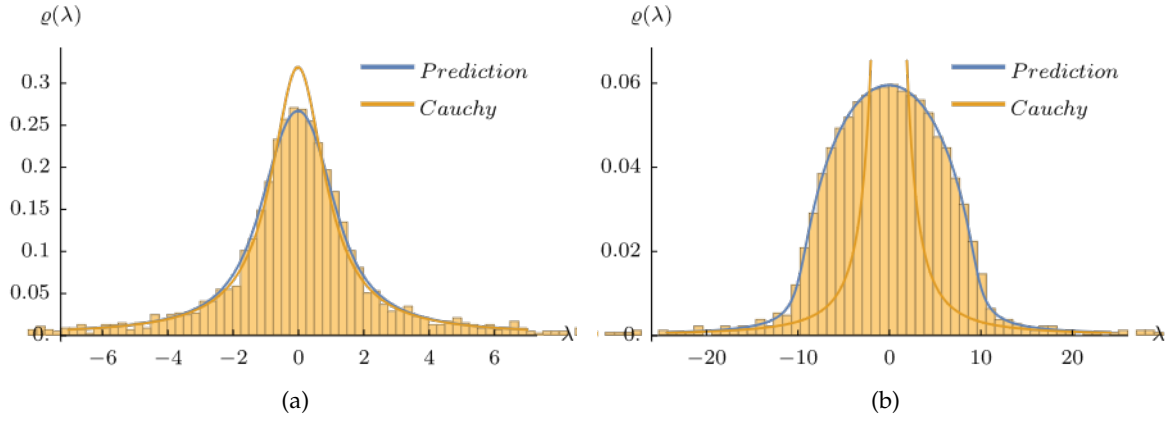 ϱ(λ)
Prediction
Cauchy
0.3
0.25
0.2
0.15
0.1
0.05
0.
−6 −4 −2 0 2 4 6
λ
(a)
ϱ(λ)
Prediction
Cauchy
0.06
0.04
0.02
0.
−20 −10 0 10 20
λ
(b)